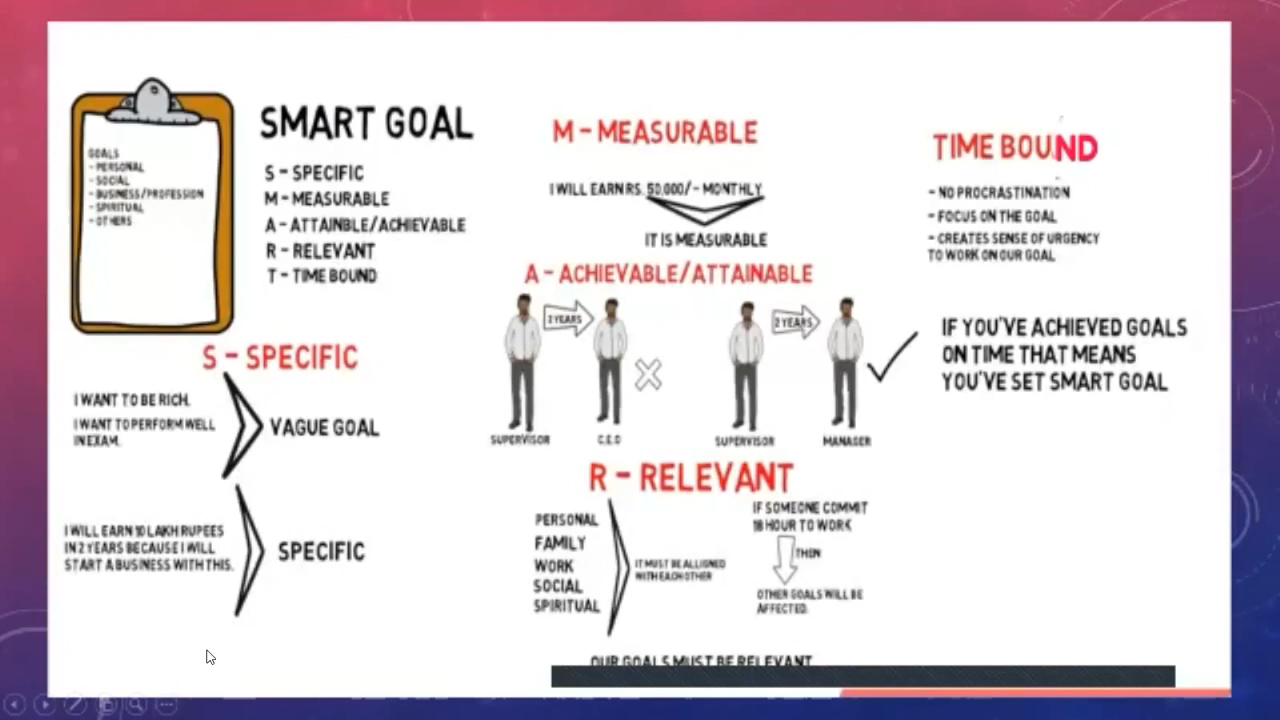 GOALS
- PERSONAL
- SOCIAL
- BUSINESS/PROFESSION
- SPIRITUAL
- OTHERS
SMART GOAL
S - SPECIFIC
M - MEASURABLE
A - ATTAINBLE/ACHIEVABLE
R - RELEVANT
T - TIME BOUND
S - SPECIFIC
I WANT TO BE RICH.
I WANT TO PERFORM WELL
IN EXAM.
VAGUE GOAL
I WILL EARN 10 LAKH RUPEES
IN 2 YEARS BECAUSE I WILL
START A BUSINESS WITH THIS.
SPECIFIC
M - MEASURABLE
I WILL EARN RS. 50,000/- MONTHLY
IT IS MEASURABLE
A - ACHIEVABLE/ATTAINABLE
2 YEARS
2 YEARS
SUPERVISOR
C.E.O
SUPERVISOR
MANAGER
R - RELEVANT
PERSONAL
FAMILY
WORK
SOCIAL
SPIRITUAL
IT MUST BE ALLIGNED
WITH EACH OTHER
IF SOMEONE COMMIT
18 HOUR TO WORK
THEN
OTHER GOALS WILL BE
AFFECTED.
OUR GOALS MUST BE RELEVANT
TIME BOUND
- NO PROCRASTINATION
- FOCUS ON THE GOAL
- CREATES SENSE OF URGENCY
TO WORK ON OUR GOAL
IF YOU'VE ACHIEVED GOALS
ON TIME THAT MEANS
YOU'VE SET SMART GOAL